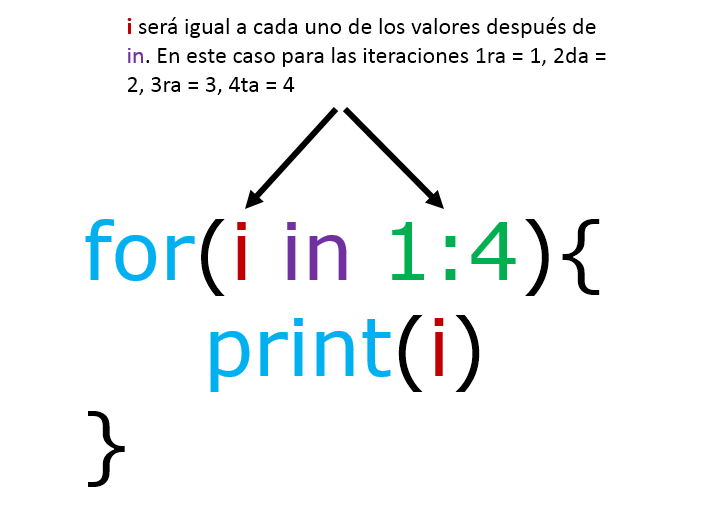 i será igual a cada uno de los valores después de
in. En este caso para las iteraciones 1ra = 1, 2da =
2, 3ra = 3, 4ta = 4
for(i in 1:4){
print(i)
}